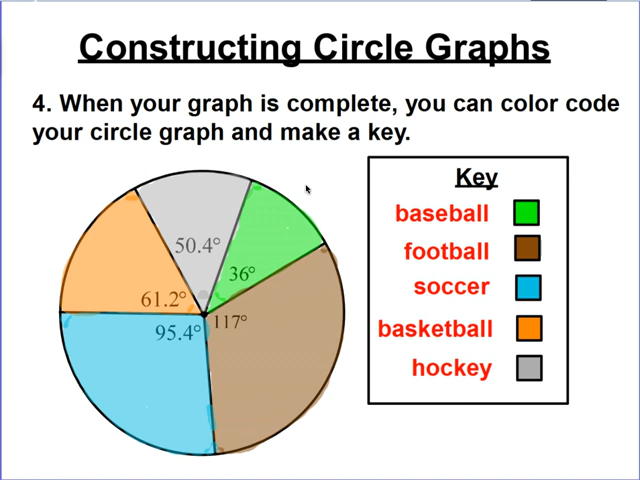 Constructing Circle Graphs
4. When your graph is complete, you can color code
your circle graph and make a key.
50.4°
36°
61.2°
117°
95.4°
Key
baseball
football
soccer
basketball
hockey